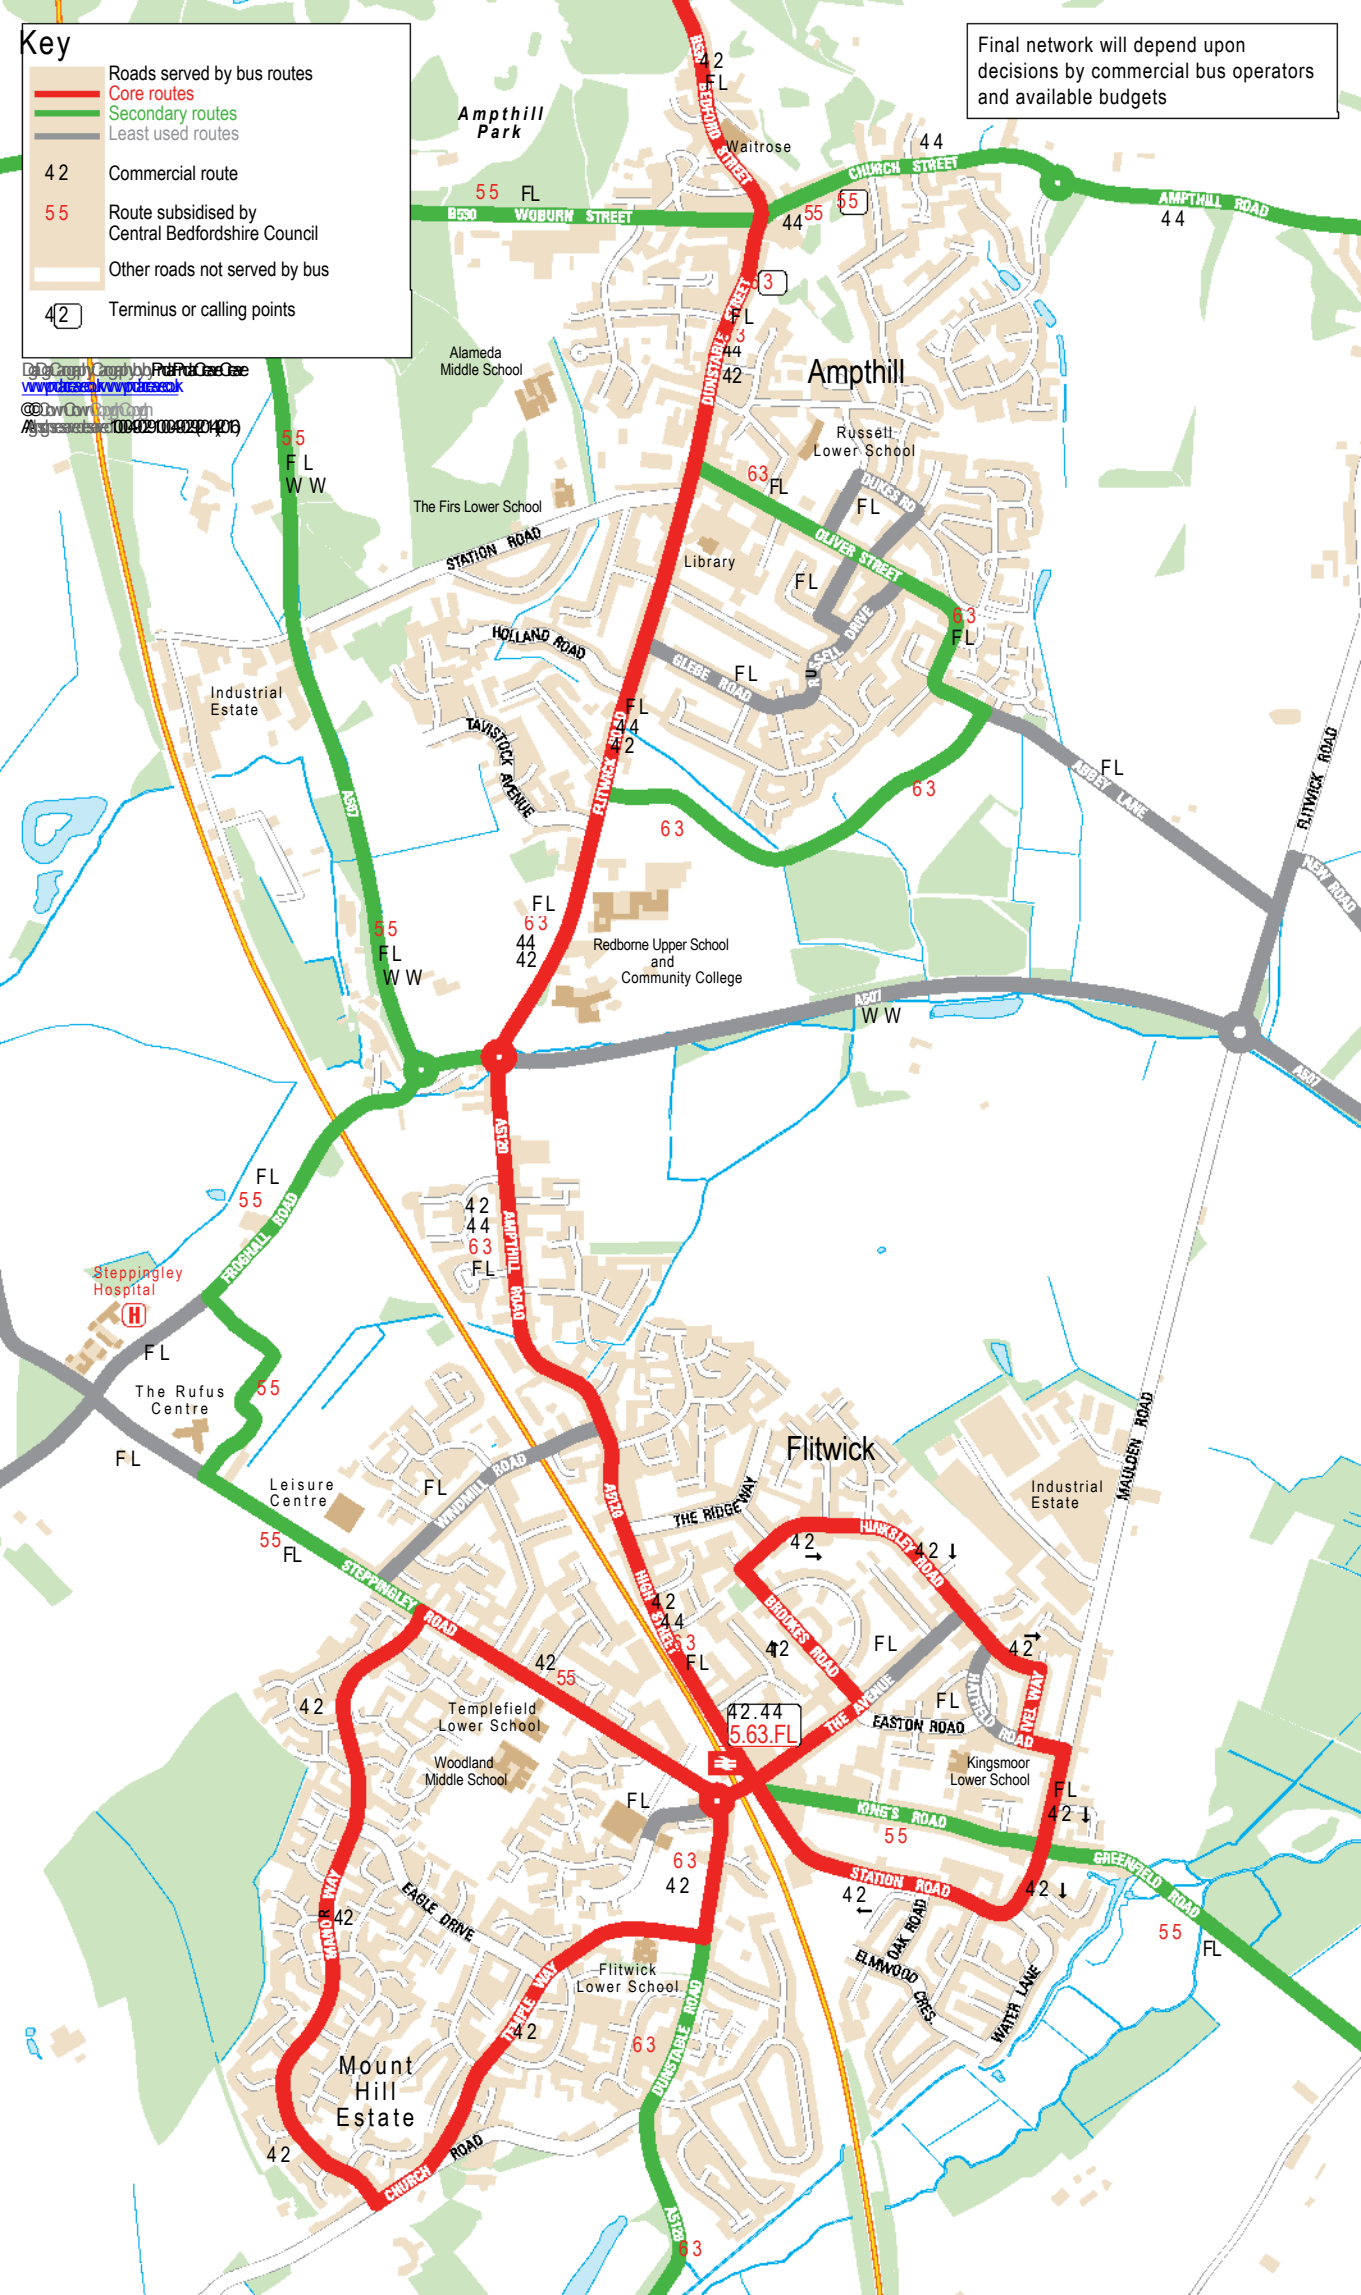 Key
Roads served by bus routes
Core routes
Secondary routes
Least used routes
42 Commercial route
55 Route subsidised by
Central Bedfordshire Council
Other roads not served by bus
42 Terminus or calling points
Final network will depend upon
decisions by commercial bus operators
and available budgets
42
FL
BEDFORD STREET
Ampthill
Park
Waitrose
44
CHURCH STREET
55 FL
B530 WOBURN STREET
55
55
44
AMPTHILL ROAD
44
63
DUNSTABLE STREET
FL
63
44
42
Alameda
Middle School
Ampthill
Russell
Lower School
55
FL
WW
63
FL
DUKES RD
FL
The Firs Lower School
STATION ROAD
OLIVER STREET
Library
FL
63
FL
HOLLAND ROAD
RUSSELL DRIVE
GLEBE ROAD
FL
Industrial
Estate
FL
44
42
FLITWICK ROAD
TAVISTOCK AVENUE
A507
63
63
FL
ABBEY LANE
FLITWICK ROAD
NEW ROAD
55
FL
WW
FL
63
44
42
Redborne Upper School
and
Community College
A507
WW
A507
A5120
AMPTHILL ROAD
42
44
63
FL
FL
55
FROGHALL ROAD
Steppingley
Hospital
H
FL
The Rufus
Centre
55
FL
Leisure
Centre
FL
WINDMILL ROAD
55
FL
STEPPINGLEY ROAD
Flitwick
THE RIDGEWAY
A5120
HIGH STREET
42
44
63
FL
Industrial
Estate
MAULDEN ROAD
42
HINKSLEY ROAD
42
BROOKES ROAD
42
FL
THE AVENUE
42
IVEL WAY
FL
HATFIELD ROAD
EASTON ROAD
Kingsmoor
Lower School
42
55
42
Templefield
Lower School
Woodland
Middle School
42.44
5.63.FL
FL
FL
42
KING'S ROAD
55
GREENFIELD ROAD
63
42
STATION ROAD
42
42
OAK ROAD
ELMWOOD CRES.
WATER LANE
55
FL
EAGLE DRIVE
MANOR WAY
42
Flitwick
Lower School
TEMPLE WAY
42
63
DUNSTABLE ROAD
Mount
Hill
Estate
42
CHURCH ROAD
A5120
63